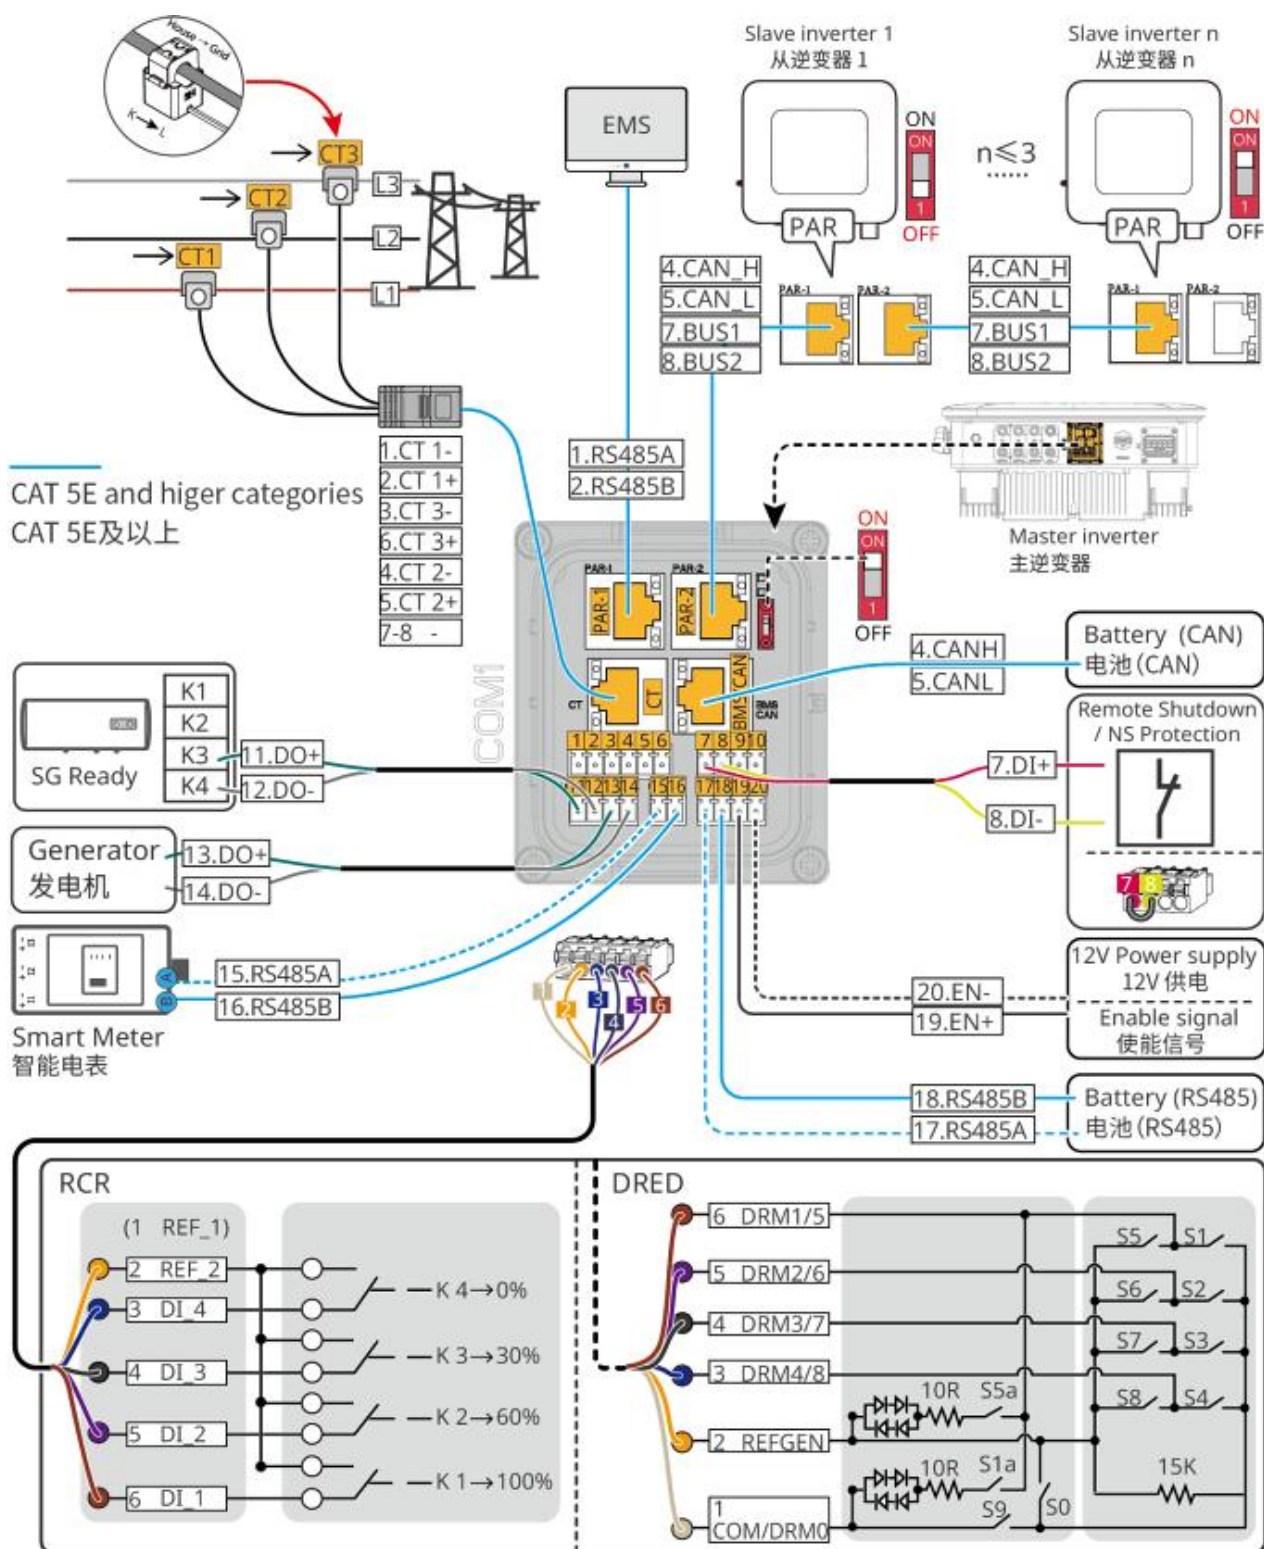 House → Grid
K → L
CT3
CT2
CT1
L3
L2
L1
EMS
Slave inverter 1
从逆变器 1
Slave inverter n
从逆变器 n
ON
ON
1
OFF
n≤3
......
ON
ON
1
OFF
PAR
PAR
4.CAN_H
5.CAN_L
7.BUS1
8.BUS2
PAR-1
PAR-2
4.CAN_H
5.CAN_L
7.BUS1
8.BUS2
PAR-1
PAR-2
1.CT 1-
2.CT 1+
3.CT 3-
6.CT 3+
4.CT 2-
5.CT 2+
7-8 -
1.RS485A
2.RS485B
CAT 5E and higer categories
CAT 5E及以上
Master inverter
主逆变器
ON
ON
1
OFF
COM1
PAR-1
PAR-2
PAR-1
PAR-2
CT
CT
BMS/CAN
BMS
CAN
1 2 3 4 5 6
7 8 9 10
12 13 14 15 16
17 18 19 20
4.CANH
5.CANL
Battery (CAN)
电池(CAN)
K1
K2
K3
K4
SG Ready
11.DO+
12.DO-
Remote Shutdown
/ NS Protection
7.DI+
8.DI-
7 8
Generator
发电机
13.DO+
14.DO-
A
B
15.RS485A
16.RS485B
Smart Meter
智能电表
2
3
4
5
6
20.EN-
19.EN+
12V Power supply
12V 供电
Enable signal
使能信号
18.RS485B
17.RS485A
Battery (RS485)
电池(RS485)
RCR
(1 REF_1)
2 REF_2
3 DI_4
4 DI_3
5 DI_2
6 DI_1
K 4→0%
K 3→30%
K 2→60%
K 1→100%
DRED
6 DRM1/5
5 DRM2/6
4 DRM3/7
3 DRM4/8
2 REFGEN
1
COM/DRM0
10R
S5a
10R
S1a
S9
S0
S5
S1
S6
S2
S7
S3
S8
S4
15K